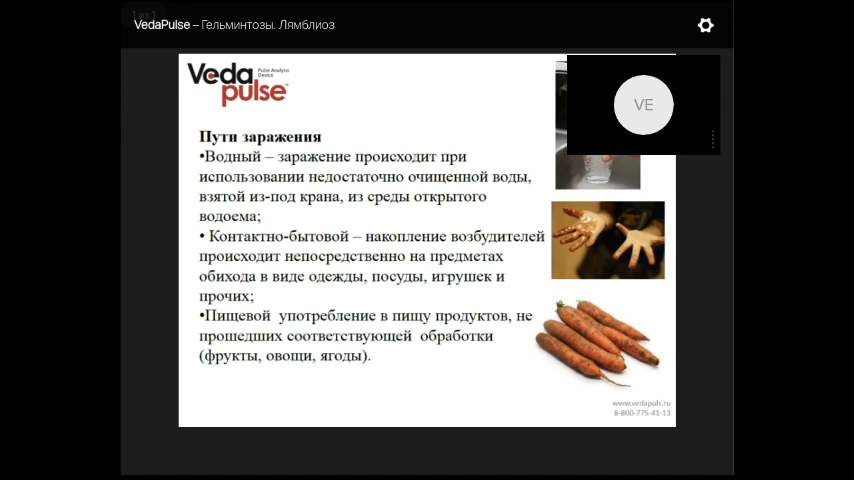 VedaPulse – Гельминтозы. Лямблиоз
Veda
pulse
Pulse Analysis
Device
VE
Пути заражения
•Водный – заражение происходит при
использовании недостаточно очищенной воды,
взятой из-под крана, из среды открытого
водоема;
• Контактно-бытовой – накопление возбудителей
происходит непосредственно на предметах
обихода в виде одежды, посуды, игрушек и
прочих;
•Пищевой употребление в пищу продуктов, не
прошедших соответствующей обработки
(фрукты, овощи, ягоды).
www.vedapuls.ru
8-800-775-41-13